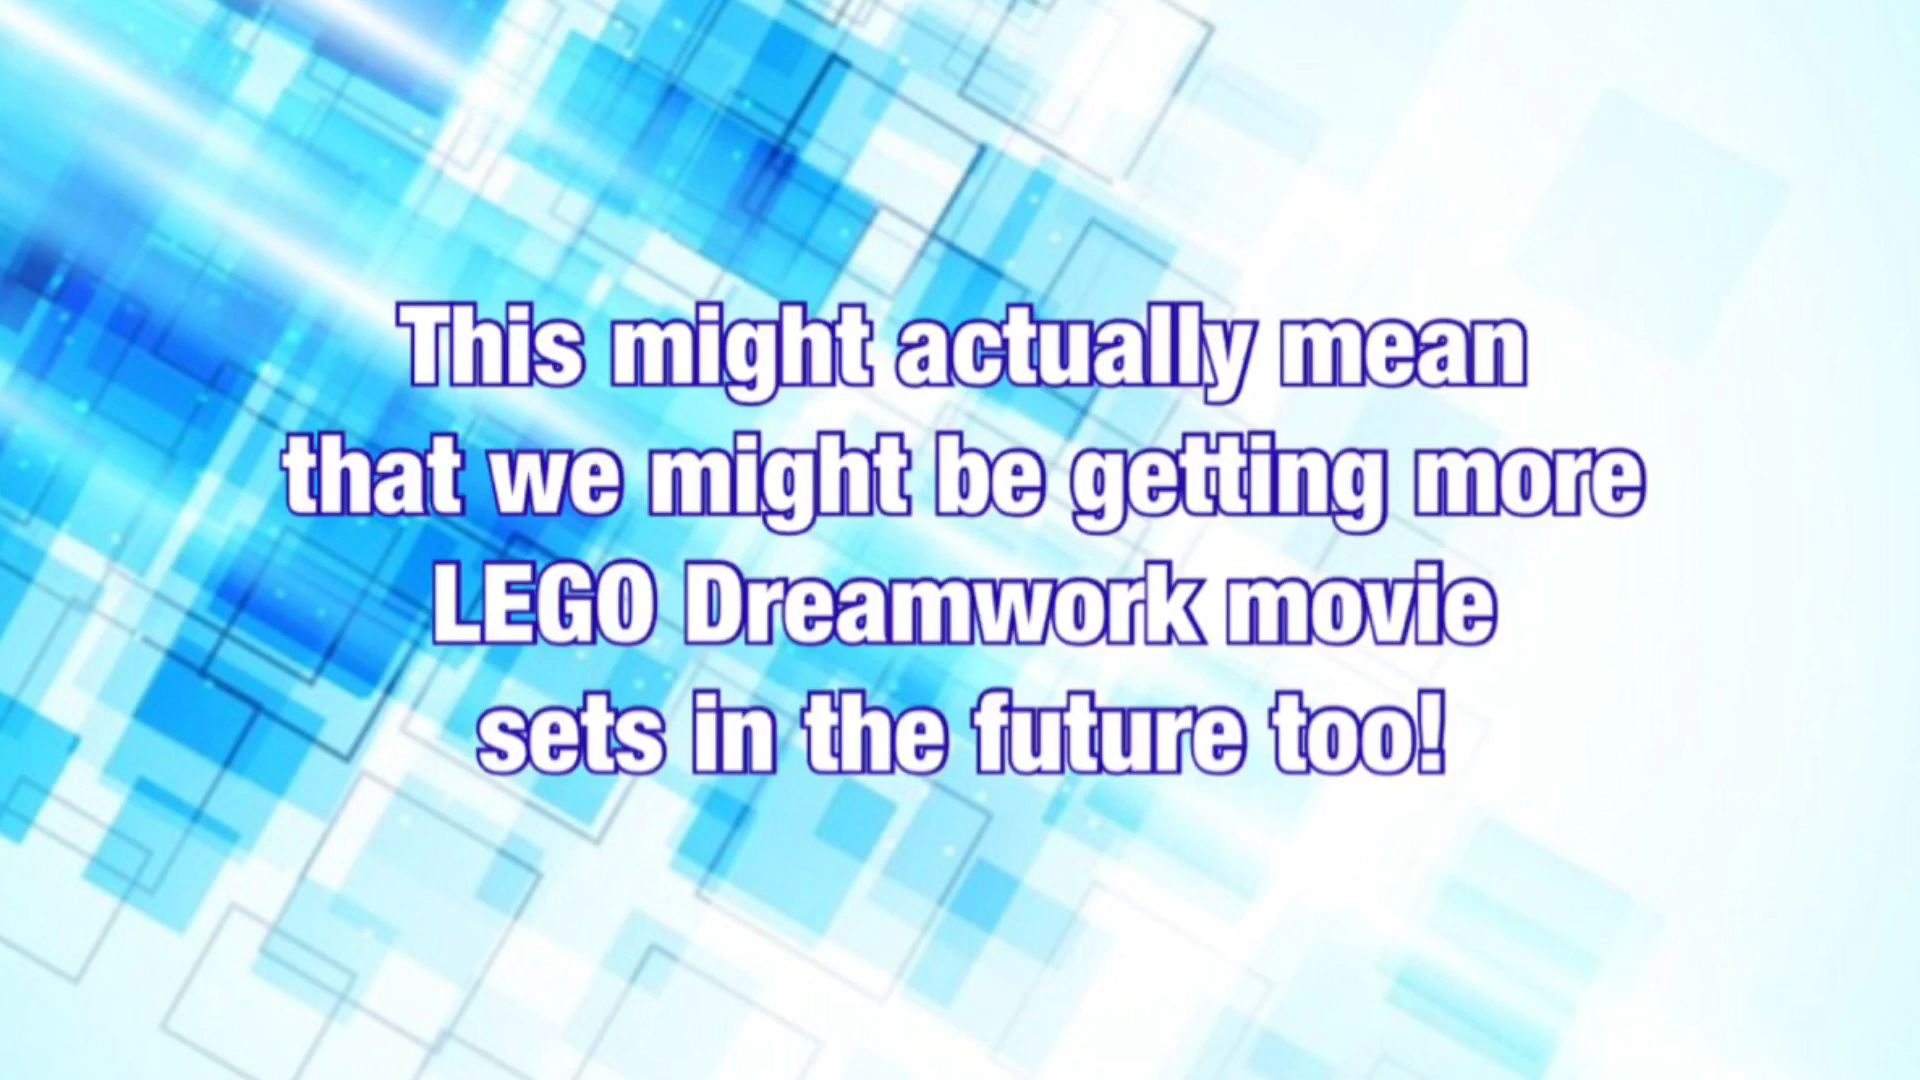 This might actually mean
that we might be getting more
LEGO Dreamwork movie
sets in the future too!